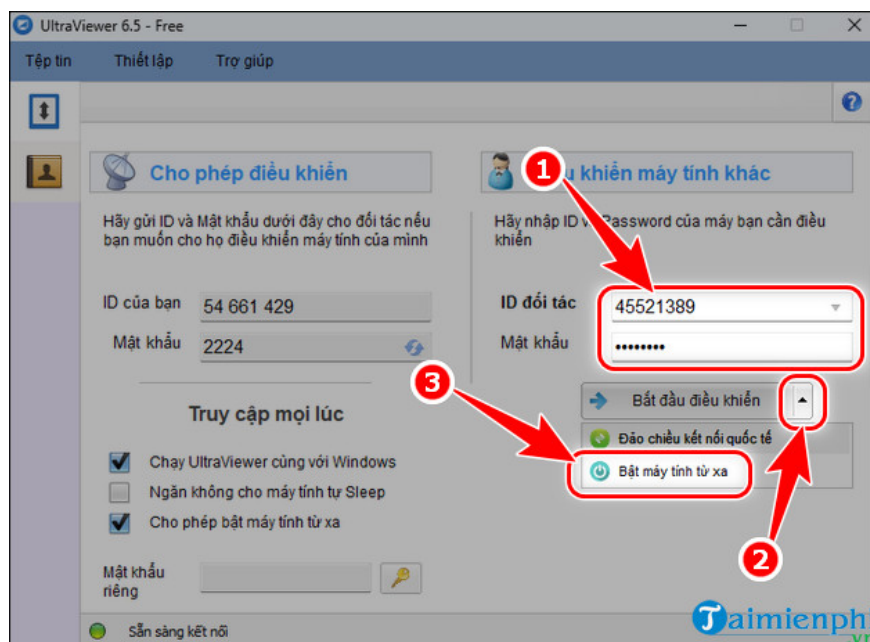 UltraViewer 6.5 - Free
Tệp tin Thiết lập Trợ giúp
Cho phép điều khiển
Hãy gửi ID và Mật khẩu dưới đây cho đối tác nếu
bạn muốn cho họ điều khiển máy tính của mình
ID của bạn 54 661 429
Mật khẩu 2224
Truy cập mọi lúc
Chạy UltraViewer cùng với Windows
Ngăn không cho máy tính tự Sleep
Cho phép bật máy tính từ xa
Mật khẩu
riêng
1
khiển máy tính khác
Hãy nhập ID Password của máy bạn cần điều
khiển
ID đối tác 45521389
Mật khẩu ••••••••
3
Bắt đầu điều khiển
Đảo chiều kết nối quốc tế
Bật máy tính từ xa
2
Sẵn sàng kết nối
Taimienph